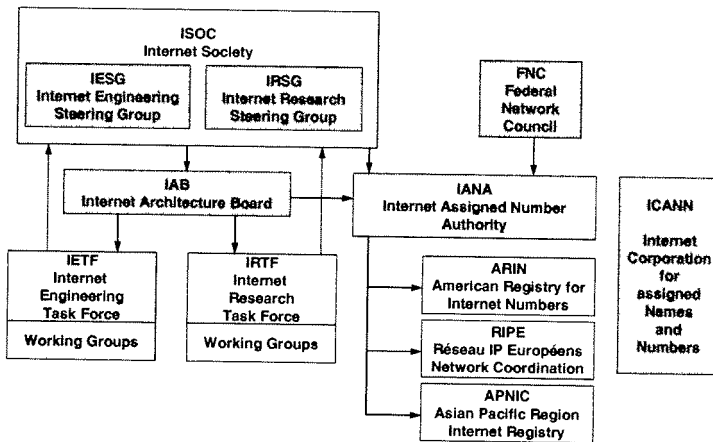 ISOC
Internet Society
IESG
Internet Engineering
Steering Group
IRSG
Internet Research
Steering Group
FNC
Federal
Network
Council
IAB
Internet Architecture Board
IANA
Internet Assigned Number
Authority
ICANN
Internet
Corporation
for
assigned
Names
and
Numbers
IETF
Internet
Engineering
Task Force
Working Groups
IRTF
Internet
Research
Task Force
Working Groups
ARIN
American Registry for
Internet Numbers
RIPE
Réseau IP Européens
Network Coordination
APNIC
Asian Pacific Region
Internet Registry